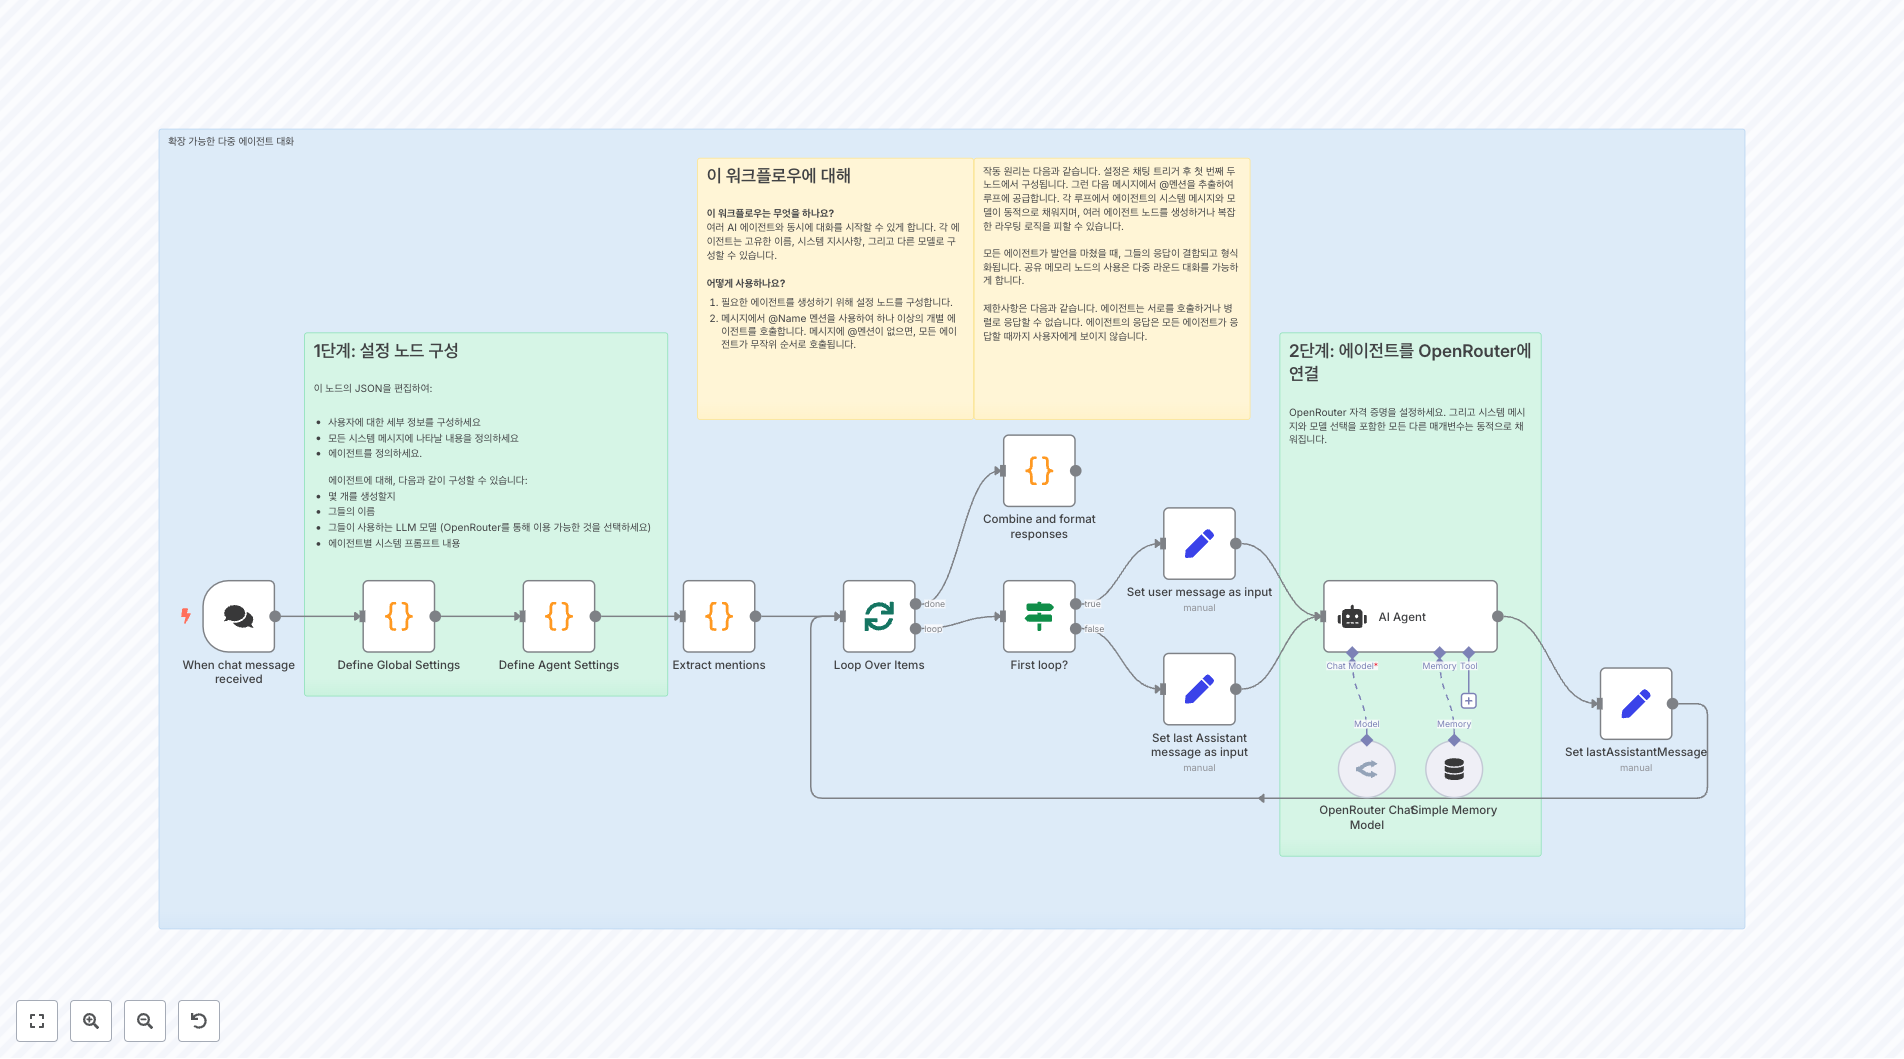 확장 가능한 다중 에이전트 대화
이 워크플로우에 대해
이 워크플로우는 무엇을 하나요?
여러 AI 에이전트와 동시에 대화를 시작할 수 있게 합니다. 각 에
이전트는 고유한 이름, 시스템 지시사항, 그리고 다른 모델로 구
성할 수 있습니다.
어떻게 사용하나요?
1. 필요한 에이전트를 생성하기 위해 설정 노드를 구성합니다.
2. 메시지에서 @Name 멘션을 사용하여 하나 이상의 개별 에
이전트를 호출합니다. 메시지에 @멘션이 없으면, 모든 에이
전트가 무작위 순서로 호출됩니다.
작동 원리는 다음과 같습니다. 설정은 채팅 트리거 후 첫 번째 두
노드에서 구성됩니다. 그런 다음 메시지에서 @멘션을 추출하여
루프에 공급합니다. 각 루프에서 에이전트의 시스템 메시지와 모
델이 동적으로 채워지며, 여러 에이전트 노드를 생성하거나 복잡
한 라우팅 로직을 피할 수 있습니다.
모든 에이전트가 발언을 마쳤을 때, 그들의 응답이 결합되고 형식
화됩니다. 공유 메모리 노드의 사용은 다중 라운드 대화를 가능하
게 합니다.
제한사항은 다음과 같습니다. 에이전트는 서로를 호출하거나 병
렬로 응답할 수 없습니다. 에이전트의 응답은 모든 에이전트가 응
답할 때까지 사용자에게 보이지 않습니다.
1단계: 설정 노드 구성
이 노드의 JSON을 편집하여:
• 사용자에 대한 세부 정보를 구성하세요
• 모든 시스템 메시지에 나타날 내용을 정의하세요
• 에이전트를 정의하세요.
에이전트에 대해, 다음과 같이 구성할 수 있습니다:
• 몇 개를 생성할지
• 그들의 이름
• 그들이 사용하는 LLM 모델 (OpenRouter를 통해 이용 가능한 것을 선택하세요)
• 에이전트별 시스템 프롬프트 내용
2단계: 에이전트를 OpenRouter에
연결
OpenRouter 자격 증명을 설정하세요. 그리고 시스템 메시
지와 모델 선택을 포함한 모든 다른 매개변수는 동적으로 채
워집니다.
When chat message
received
Define Global Settings
Define Agent Settings
Extract mentions
Loop Over Items
done
loop
Combine and format
responses
First loop?
true
false
Set user message as input
manual
Set last Assistant
message as input
manual
AI Agent
Chat Model*
Memory
Tool
Model
Memory
OpenRouter Chat
Model
Simple Memory
Set lastAssistantMessage
manual